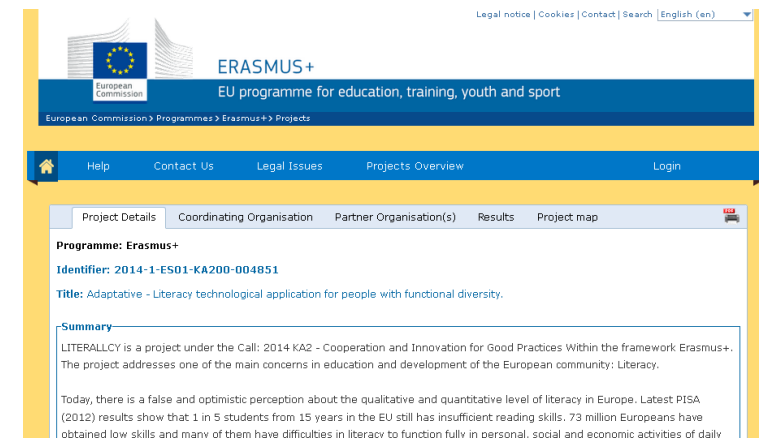 Legal notice | Cookies | Contact | Search English (en)
European
Commission
ERASMUS+
EU programme for education, training, youth and sport
European Commission > Programmes > Erasmus+ > Projects
Help Contact Us Legal Issues Projects Overview Login
Project Details Coordinating Organisation Partner Organisation(s) Results Project map
Programme: Erasmus+
Identifier: 2014-1-ES01-KA200-004851
Title: Adaptative - Literacy technological application for people with functional diversity.
Summary
LITERALLCY is a project under the Call: 2014 KA2 - Cooperation and Innovation for Good Practices Within the framework Erasmus+.
The project addresses one of the main concerns in education and development of the European community: Literacy.
Today, there is a false and optimistic perception about the qualitative and quantitative level of literacy in Europe. Latest PISA
(2012) results show that 1 in 5 students from 15 years in the EU still has insufficient reading skills. 73 million Europeans have
obtained low skills and many of them have difficulties in literacy to function fully in personal, social and economic activities of daily